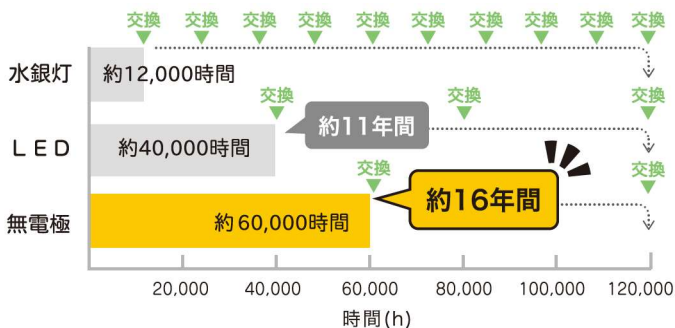 交換 交換 交換 交換 交換 交換 交換 交換 交換 交換
水銀灯 約12,000時間
交換 交換 交換
LED 約40,000時間 約11年間
交換 交換
無電極 約60,000時間 約16年間
20,000 40,000 60,000 80,000 100,000 120,000
時間(h)